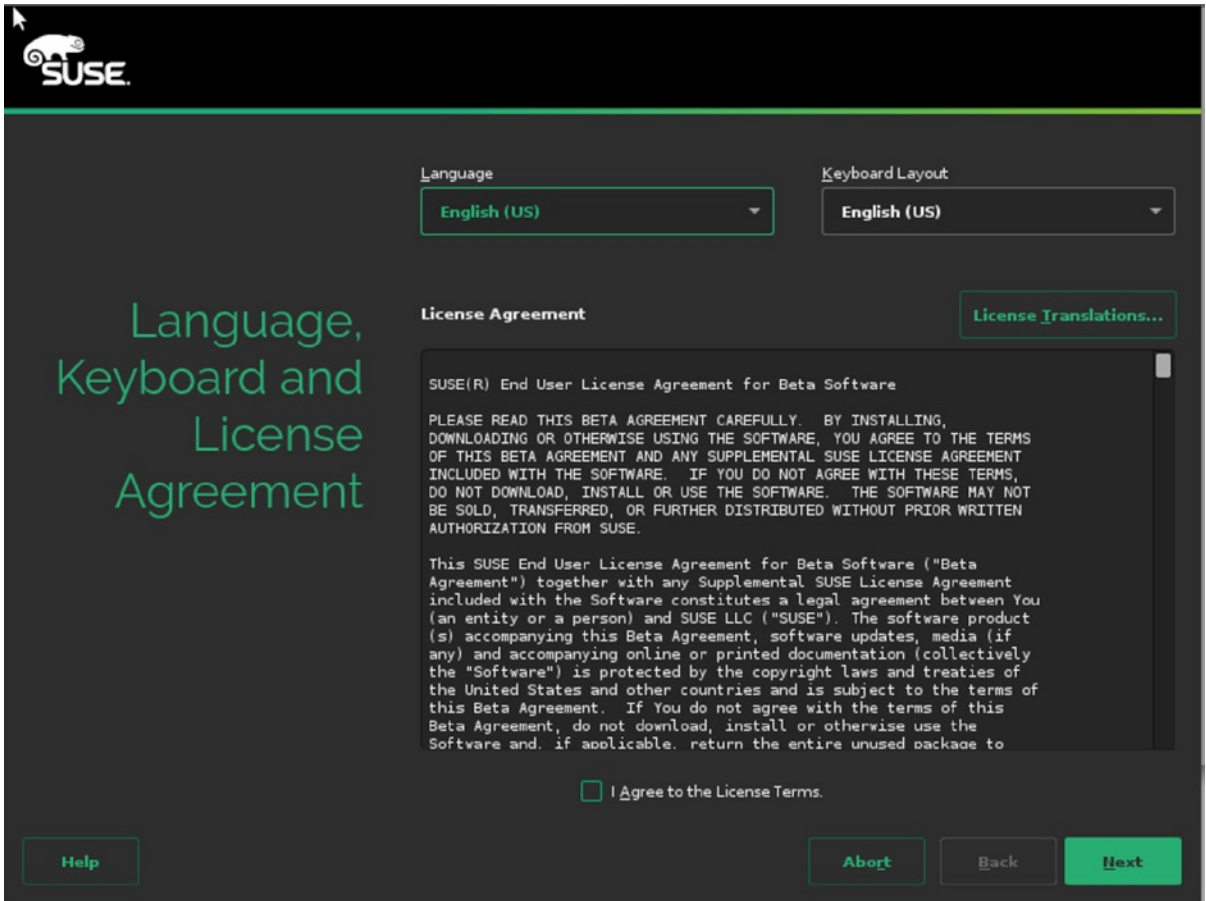 SUSE.
Language
Keyboard Layout
English (US)
English (US)
Language,
Keyboard and
License
Agreement
License Agreement
License Translations...
SUSE(R) End User License Agreement for Beta Software
PLEASE READ THIS BETA AGREEMENT CAREFULLY.  BY INSTALLING,
DOWNLOADING OR OTHERWISE USING THE SOFTWARE, YOU AGREE TO THE TERMS
OF THIS BETA AGREEMENT AND ANY SUPPLEMENTAL SUSE LICENSE AGREEMENT
INCLUDED WITH THE SOFTWARE.  IF YOU DO NOT AGREE WITH THESE TERMS,
DO NOT DOWNLOAD, INSTALL OR USE THE SOFTWARE.  THE SOFTWARE MAY NOT
BE SOLD, TRANSFERRED, OR FURTHER DISTRIBUTED WITHOUT PRIOR WRITTEN
AUTHORIZATION FROM SUSE.
This SUSE End User License Agreement for Beta Software ("Beta
Agreement") together with any Supplemental SUSE License Agreement
included with the Software constitutes a legal agreement between You
(an entity or a person) and SUSE LLC ("SUSE"). The software product
(s) accompanying this Beta Agreement, software updates, media (if
any) and accompanying online or printed documentation (collectively
the "Software") is protected by the copyright laws and treaties of
the United States and other countries and is subject to the terms of
this Beta Agreement.  If You do not agree with the terms of this
Beta Agreement, do not download, install or otherwise use the
Software and, if applicable, return the entire unused package to
I Agree to the License Terms.
Help
Abort
Back
Next